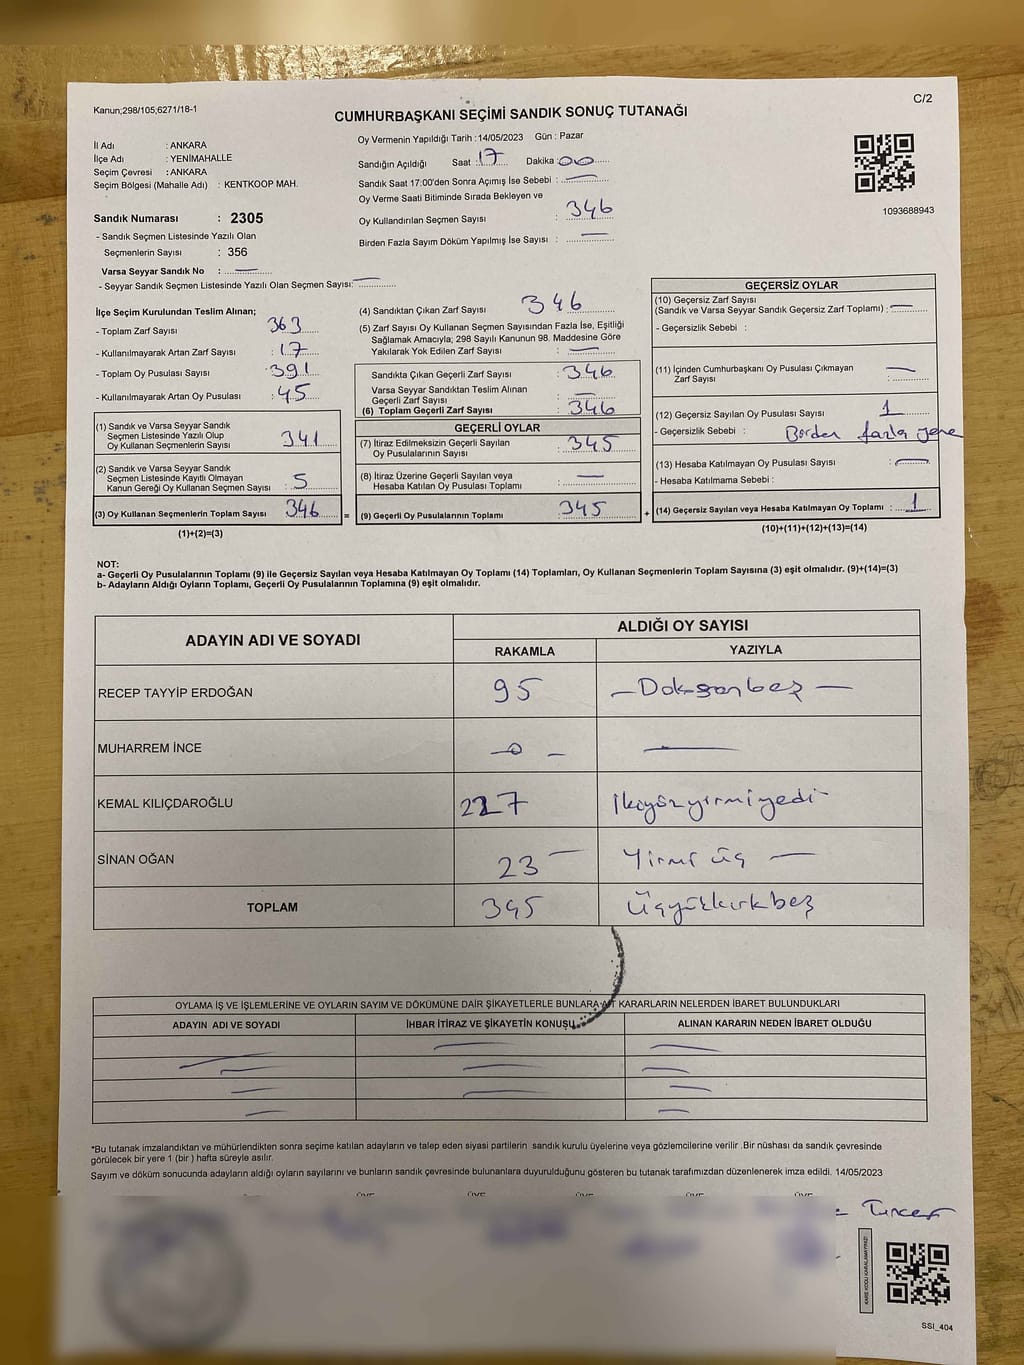 Kanun;298/105;6271/18-1
C/2
CUMHURBAŞKANI SEÇİMİ SANDIK SONUÇ TUTANAĞI
İl Adı : ANKARA
İlçe Adı : YENİMAHALLE
Seçim Çevresi : ANKARA
Seçim Bölgesi (Mahalle Adı) : KENTKOOP MAH.
Sandık Numarası : 2305
- Sandık Seçmen Listesinde Yazılı Olan
Seçmenlerin Sayısı : 356
Varsa Seyyar Sandık No :
- Seyyar Sandık Seçmen Listesinde Yazılı Olan Seçmen Sayısı:
Oy Vermenin Yapıldığı Tarih : 14/05/2023 Gün : Pazar
Sandığın Açıldığı Saat : 17 Dakika : 00
Sandık Saat 17:00'den Sonra Açımış İse Sebebi :
Oy Verme Saati Bitiminde Sırada Bekleyen ve
Oy Kullandırılan Seçmen Sayısı : 346
Birden Fazla Sayım Döküm Yapılmış İse Sayısı :
1093688943
İlçe Seçim Kurulundan Teslim Alınan;
- Toplam Zarf Sayısı : 363
- Kullanılmayarak Artan Zarf Sayısı : 17
- Toplam Oy Pusulası Sayısı : 391
- Kullanılmayarak Artan Oy Pusulası : 45
(1) Sandık ve Varsa Seyyar Sandık
Seçmen Listesinde Yazılı Olup
Oy Kullanan Seçmenlerin Sayısı : 341
(2) Sandık ve Varsa Seyyar Sandık
Seçmen Listesinde Kayıtlı Olmayan
Kanun Gereği Oy Kullanan Seçmen Sayısı : 5
(3) Oy Kullanan Seçmenlerin Toplam Sayısı : 346
(1)+(2)=(3)
(4) Sandıktan Çıkan Zarf Sayısı : 346
(5) Zarf Sayısı Oy Kullanan Seçmen Sayısından Fazla İse, Eşitliği
Sağlamak Amacıyla; 298 Sayılı Kanunun 98. Maddesine Göre
Yakılarak Yok Edilen Zarf Sayısı :
Sandıkta Çıkan Geçerli Zarf Sayısı : 346
Varsa Seyyar Sandıktan Teslim Alınan
Geçerli Zarf Sayısı :
(6) Toplam Geçerli Zarf Sayısı : 346
GEÇERLİ OYLAR
(7) İtiraz Edilmeksizin Geçerli Sayılan
Oy Pusulalarının Sayısı : 345
(8) İtiraz Üzerine Geçerli Sayılan veya
Hesaba Katılan Oy Pusulası Toplamı :
= (9) Geçerli Oy Pusulalarının Toplamı : 345
GEÇERSİZ OYLAR
(10) Geçersiz Zarf Sayısı
(Sandık ve Varsa Seyyar Sandık Geçersiz Zarf Toplamı) :
- Geçersizlik Sebebi :
(11) İçinden Cumhurbaşkanı Oy Pusulası Çıkmayan
Zarf Sayısı :
(12) Geçersiz Sayılan Oy Pusulası Sayısı : 1
- Geçersizlik Sebebi : Birden fazla
(13) Hesaba Katılmayan Oy Pusulası Sayısı :
- Hesaba Katılmama Sebebi :
+ (14) Geçersiz Sayılan veya Hesaba Katılmayan Oy Toplamı : 1
(10)+(11)+(12)+(13)=(14)
NOT:
a- Geçerli Oy Pusulalarının Toplamı (9) ile Geçersiz Sayılan veya Hesaba Katılmayan Oy Toplamı (14) Toplamları, Oy Kullanan Seçmenlerin Toplam Sayısına (3) eşit olmalıdır. (9)+(14)=(3)
b- Adayların Aldığı Oyların Toplamı, Geçerli Oy Pusulalarının Toplamına (9) eşit olmalıdır.
ADAYIN ADI VE SOYADI
ALDIĞI OY SAYISI
RAKAMLA YAZIYLA
RECEP TAYYİP ERDOĞAN 95 Doksanbeş
MUHARREM İNCE 0
KEMAL KILIÇDAROĞLU 227 İkiyüzyirmiyedi
SİNAN OĞAN 23 Yirmi üç
TOPLAM 345 Üçyüzkırkbeş
OYLAMA İŞ VE İŞLEMLERİNE VE OYLARIN SAYIM VE DÖKÜMÜNE DAİR ŞİKAYETLERLE BUNLARA AİT KARARLARIN NELERDEN İBARET BULUNDUKLARI
ADAYIN ADI VE SOYADI İHBAR İTİRAZ VE ŞİKAYETİN KONUSU ALINAN KARARIN NEDEN İBARET OLDUĞU
*Bu tutanak imzalandıktan ve mühürlendikten sonra seçime katılan adayların ve talep eden siyasi partilerin sandık kurulu üyelerine veya gözlemcilerine verilir .Bir nüshası da sandık çevresinde
görülecek bir yere 1 (bir ) hafta süreyle asılır.
Sayım ve döküm sonucunda adayların aldığı oyların sayılarını ve bunların sandık çevresinde bulunanlara duyurulduğunu gösteren bu tutanak tarafımızdan düzenlenerek imza edildi. 14/05/2023
KARE KODU KARALAMAYINIZ!
SSI_404